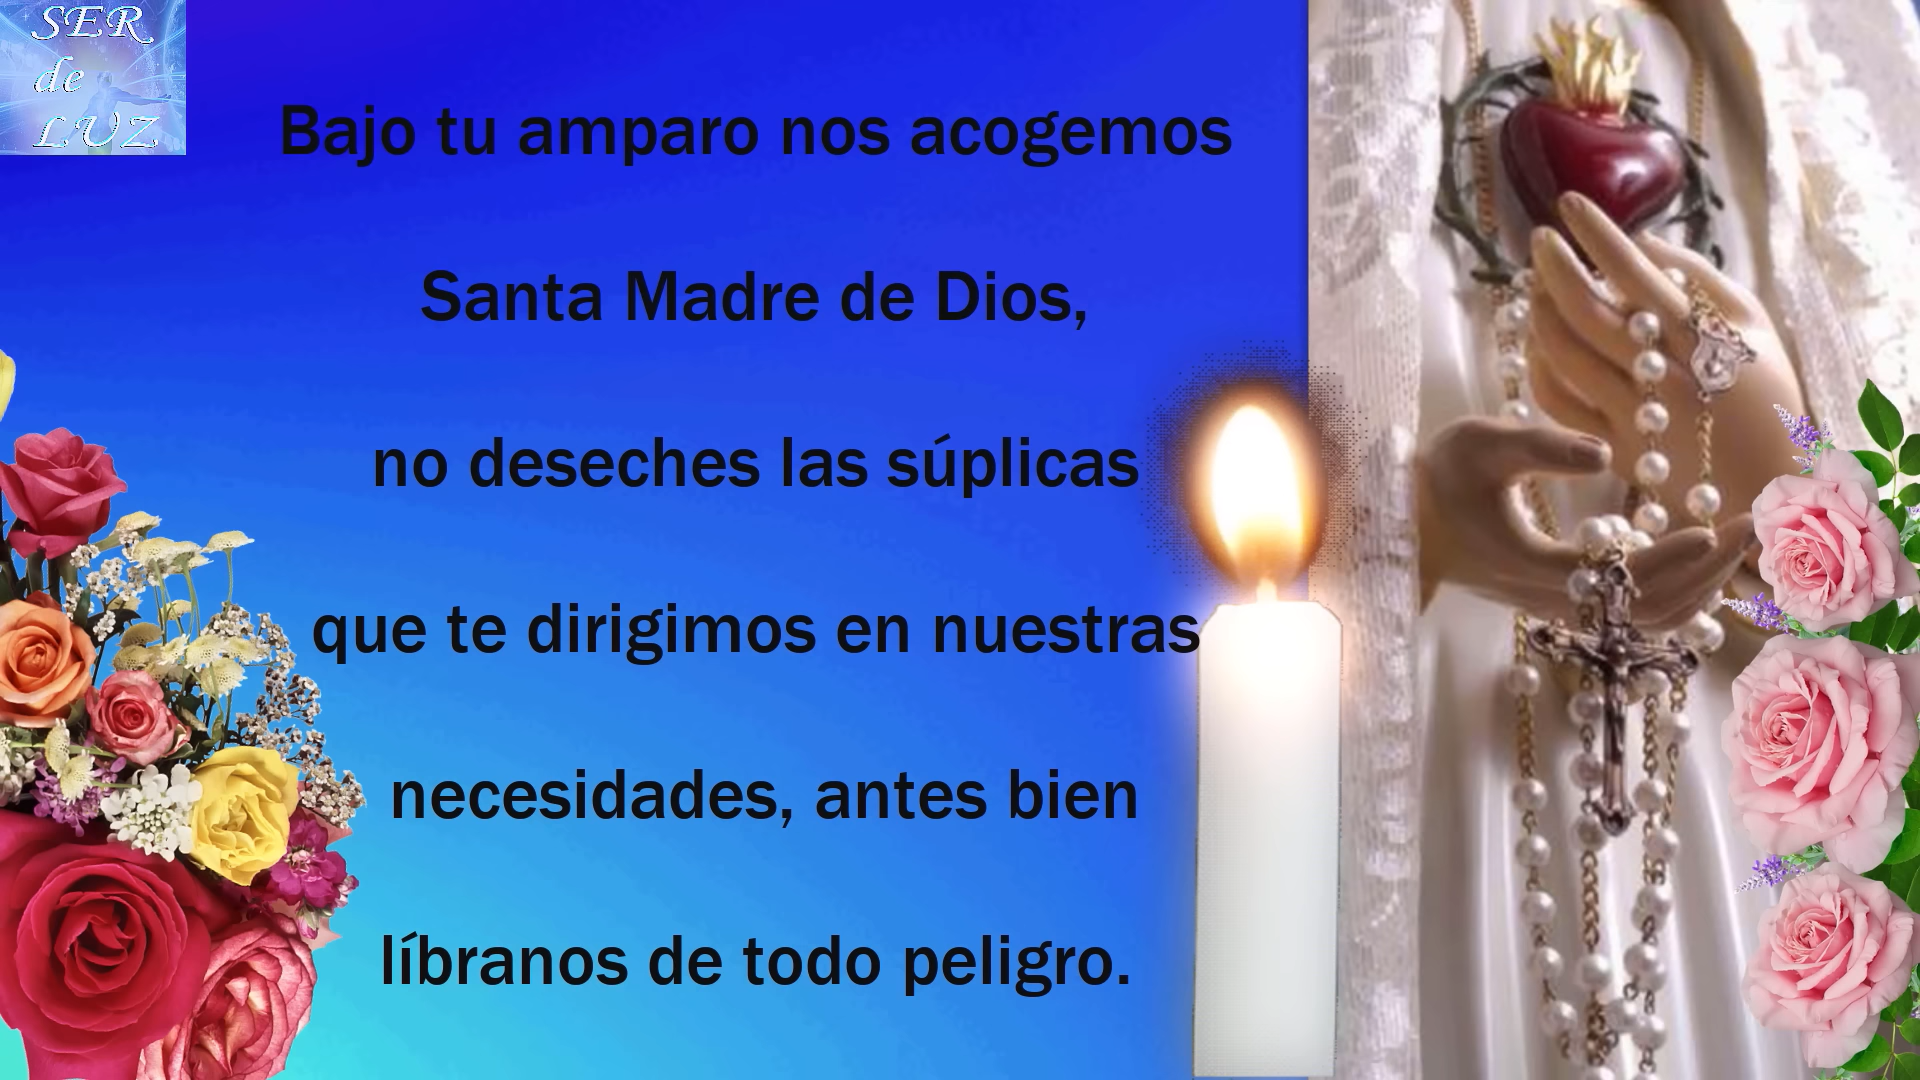 SER
de
LUZ
Bajo tu amparo nos acogemos
Santa Madre de Dios,
no deseches las súplicas
que te dirigimos en nuestras
necesidades, antes bien
líbranos de todo peligro.